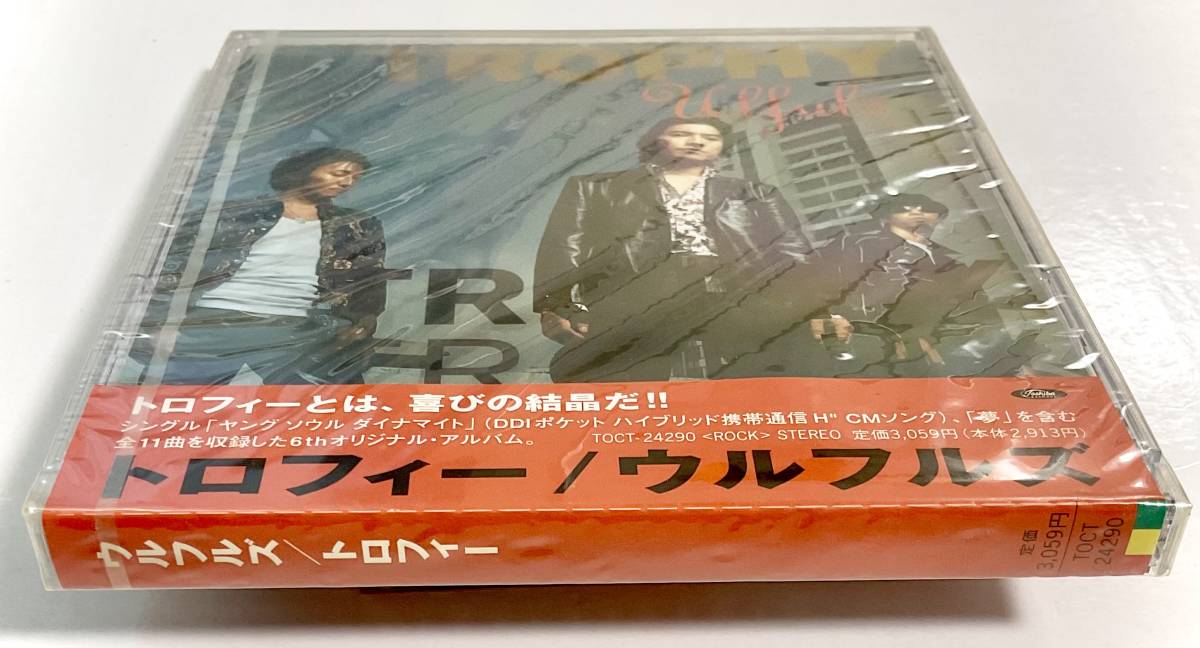 TROPHY
Ulfuls
TR
トロフィーとは、喜びの結晶だ!!
シングル「ヤング ソウル ダイナマイト」(DDIポケット ハイブリッド携帯通信 H" CMソング)、「夢」を含む
全11曲を収録した6thオリジナル・アルバム。
TOCT-24290 <ROCK> STEREO 定価3,059円(本体2,913円)
Toshiba
トロフィー/ウルフルズ
ウルフルズ/トロフィー
定価
3,059円
TOCT
24290